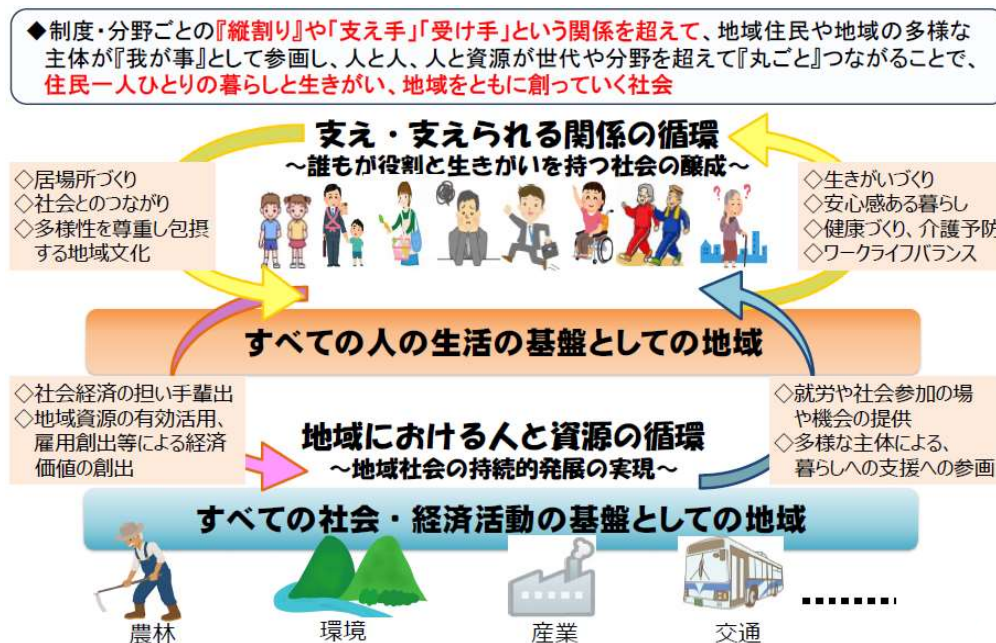 ◆制度・分野ごとの『縦割り』や「支え手」「受け手」という関係を超えて、地域住民や地域の多様な
主体が『我が事』として参画し、人と人、人と資源が世代や分野を超えて『丸ごと』つながることで、
住民一人ひとりの暮らしと生きがい、地域をともに創っていく社会
支え・支えられる関係の循環
～誰もが役割と生きがいを持つ社会の醸成～
◇居場所づくり
◇社会とのつながり
◇多様性を尊重し包摂
する地域文化
◇生きがいづくり
◇安心感ある暮らし
◇健康づくり、介護予防
◇ワークライフバランス
すべての人の生活の基盤としての地域
◇社会経済の担い手輩出
◇地域資源の有効活用、
雇用創出等による経済
価値の創出
地域における人と資源の循環
～地域社会の持続的発展の実現～
◇就労や社会参加の場
や機会の提供
◇多様な主体による、
暮らしへの支援への参画
すべての社会・経済活動の基盤としての地域
農林
環境
産業
交通